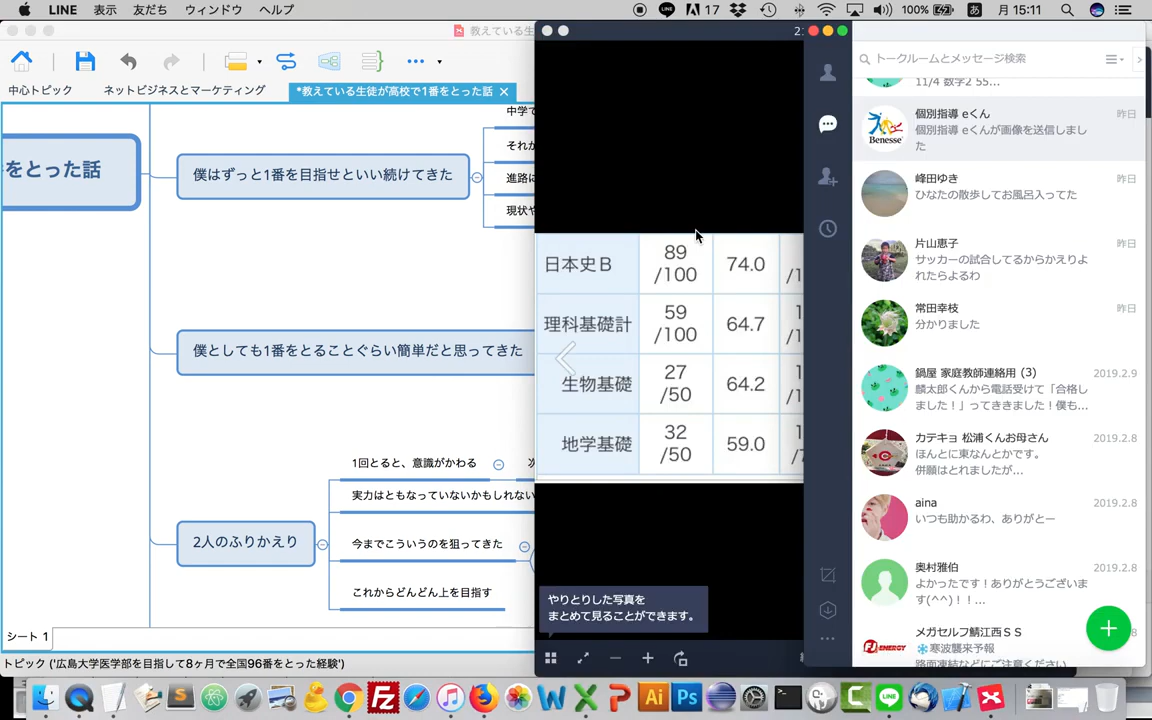 LINE 表示 友だち ウィンドウ ヘルプ
17 100% あ 月 15:11
教えている生
中心トピック ネットビジネスとマーケティング *教えている生徒が高校で1番をとった話
をとった話
僕はずっと1番を目指せといい続けてきた
中学で
それが
進路に
現状や
僕としても1番をとることぐらい簡単だと思ってきた
2人のふりかえり
1回とると、意識がかわる
実力はともなっていないかもしれない
今までこういうのを狙ってきた
これからどんどん上を目指す
シート 1
トピック ('広島大学医学部を目指して8ヶ月で全国96番をとった経験')
日本史B 89/100 74.0
理科基礎計 59/100 64.7
生物基礎 27/50 64.2
地学基礎 32/50 59.0
やりとりした写真を
まとめて見ることができます。
トークルームとメッセージ検索
11/4 数学2 55...
個別指導 eくん 昨日
個別指導 eくんが画像を送信しまし
た
Benesse
峰田ゆき 昨日
ひなたの散歩してお風呂入ってた
片山恵子 昨日
サッカーの試合してるからかえりよ
れたらよるわ
常田幸枝 昨日
分かりました
鍋屋 家庭教師連絡用 (3) 2019.2.9
麟太郎くんから電話受けて「合格し
ました！」ってききました！僕も...
カテキョ 松浦くんお母さん 2019.2.8
ほんとに東なんとかです。
併願はとれましたが...
aina 2019.2.8
いつも助かるわ、ありがとー
奥村雅伯 2019.2.8
よかったです！ありがとうございま
す(^^)！！...
メガセルフ鯖江西ＳＳ
ENERGY
寒波襲来予報
路面凍結などにご注意ください